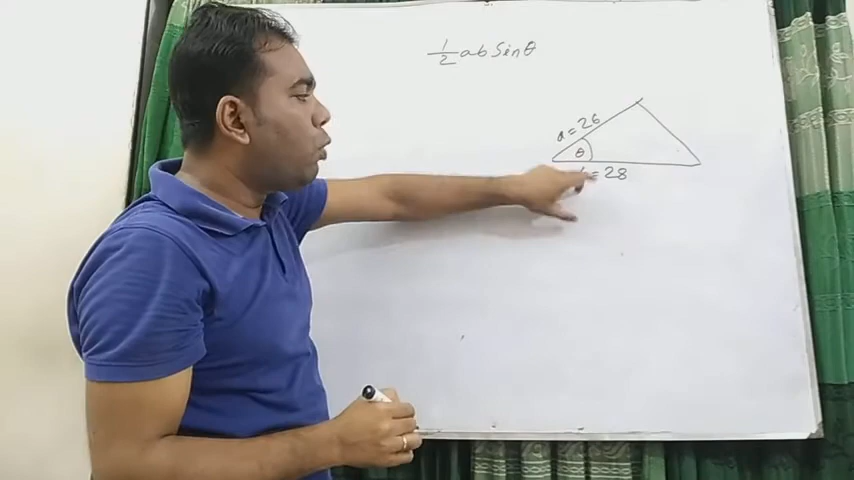 1/2 ab Sinθ
a = 26
θ
= 28